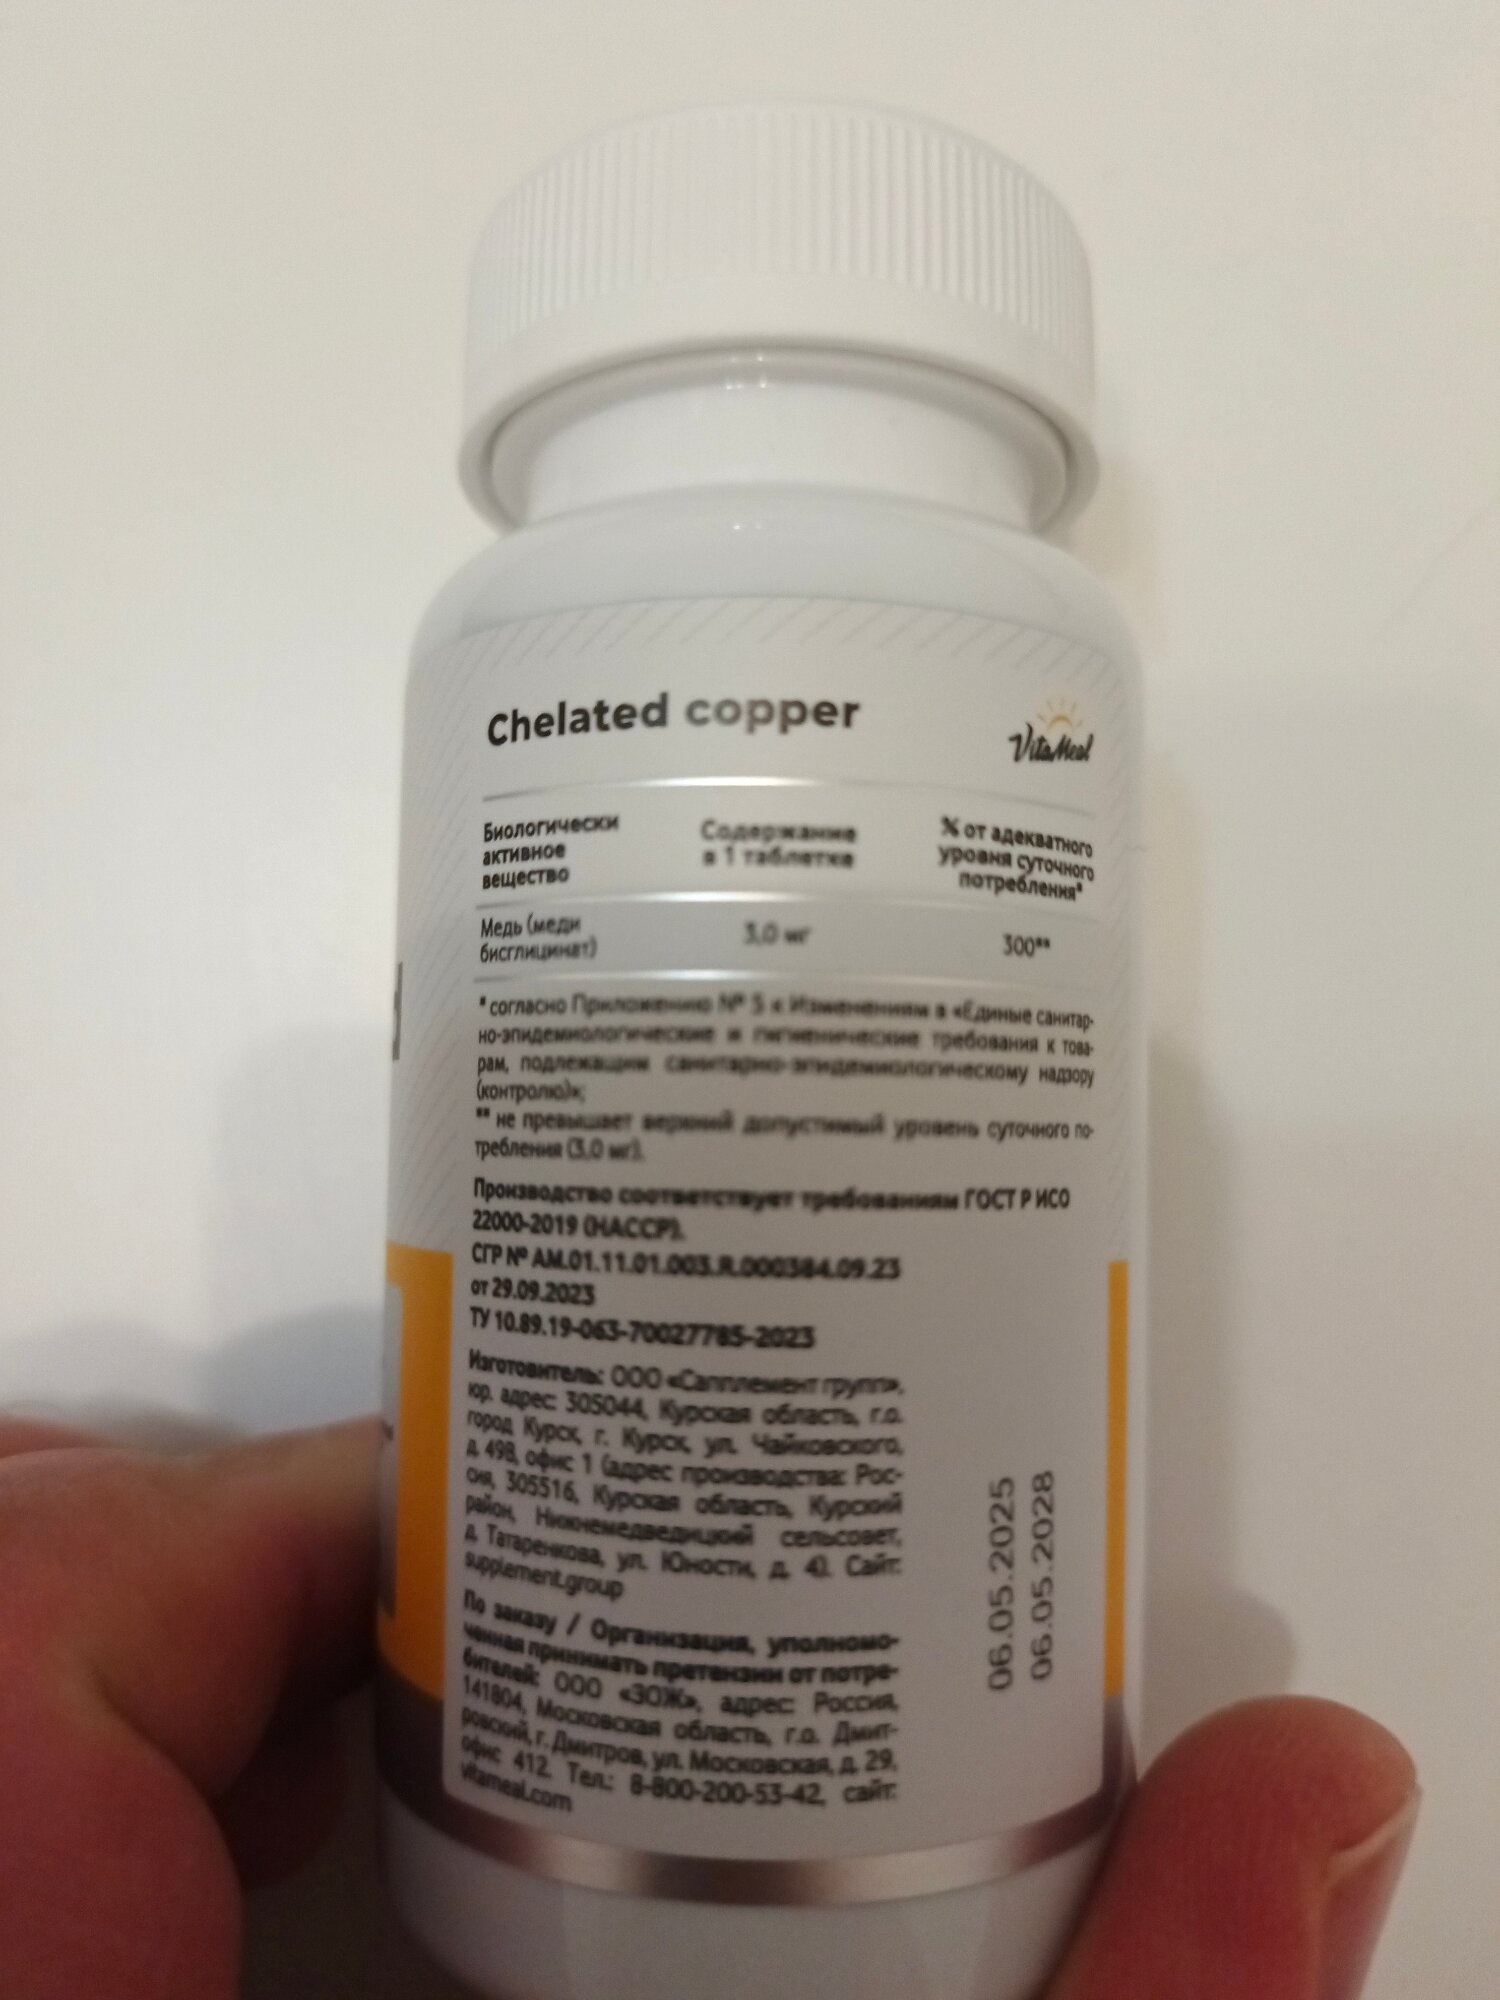 Chelated copper
VitaMeal
Биологически
активное
вещество
Содержание
в 1 таблетке
% от адекватного
уровня суточного
потребления*
Медь (меди
бисглицинат)
3,0 мг
300**
* согласно Приложению № 5 к Изменениям в «Единые санитар-
но-эпидемиологические и гигиенические требования к това-
рам, подлежащим санитарно-эпидемиологическому надзору
(контролю)»;
** не превышает верхний допустимый уровень суточного по-
требления (3,0 мг).
Производство соответствует требованиям ГОСТ Р ИСО
22000-2019 (НАССР).
СГР № AM.01.11.01.003.R.000384.09.23
от 29.09.2023
ТУ 10.89.19-063-70027785-2023
Изготовитель: ООО «Сапплемент групп»,
юр. адрес: 305044, Курская область, г.о.
город Курск, г. Курск, ул. Чайковского,
д. 49В, офис 1 (адрес производства: Рос-
сия, 305516, Курская область, Курский
район, Нижнемедведицкий сельсовет,
д. Татаренкова, ул. Юности, д. 4). Сайт:
supplement.group
По заказу / Организация, уполномо-
ченная принимать претензии от потре-
бителей: ООО «ЗОЖ», адрес: Россия,
141804, Московская область, г.о. Дмит-
ровский, г. Дмитров, ул. Московская, д. 29,
офис 412. Тел.: 8-800-200-53-42, сайт:
vitameal.com
06.05.2025
06.05.2028